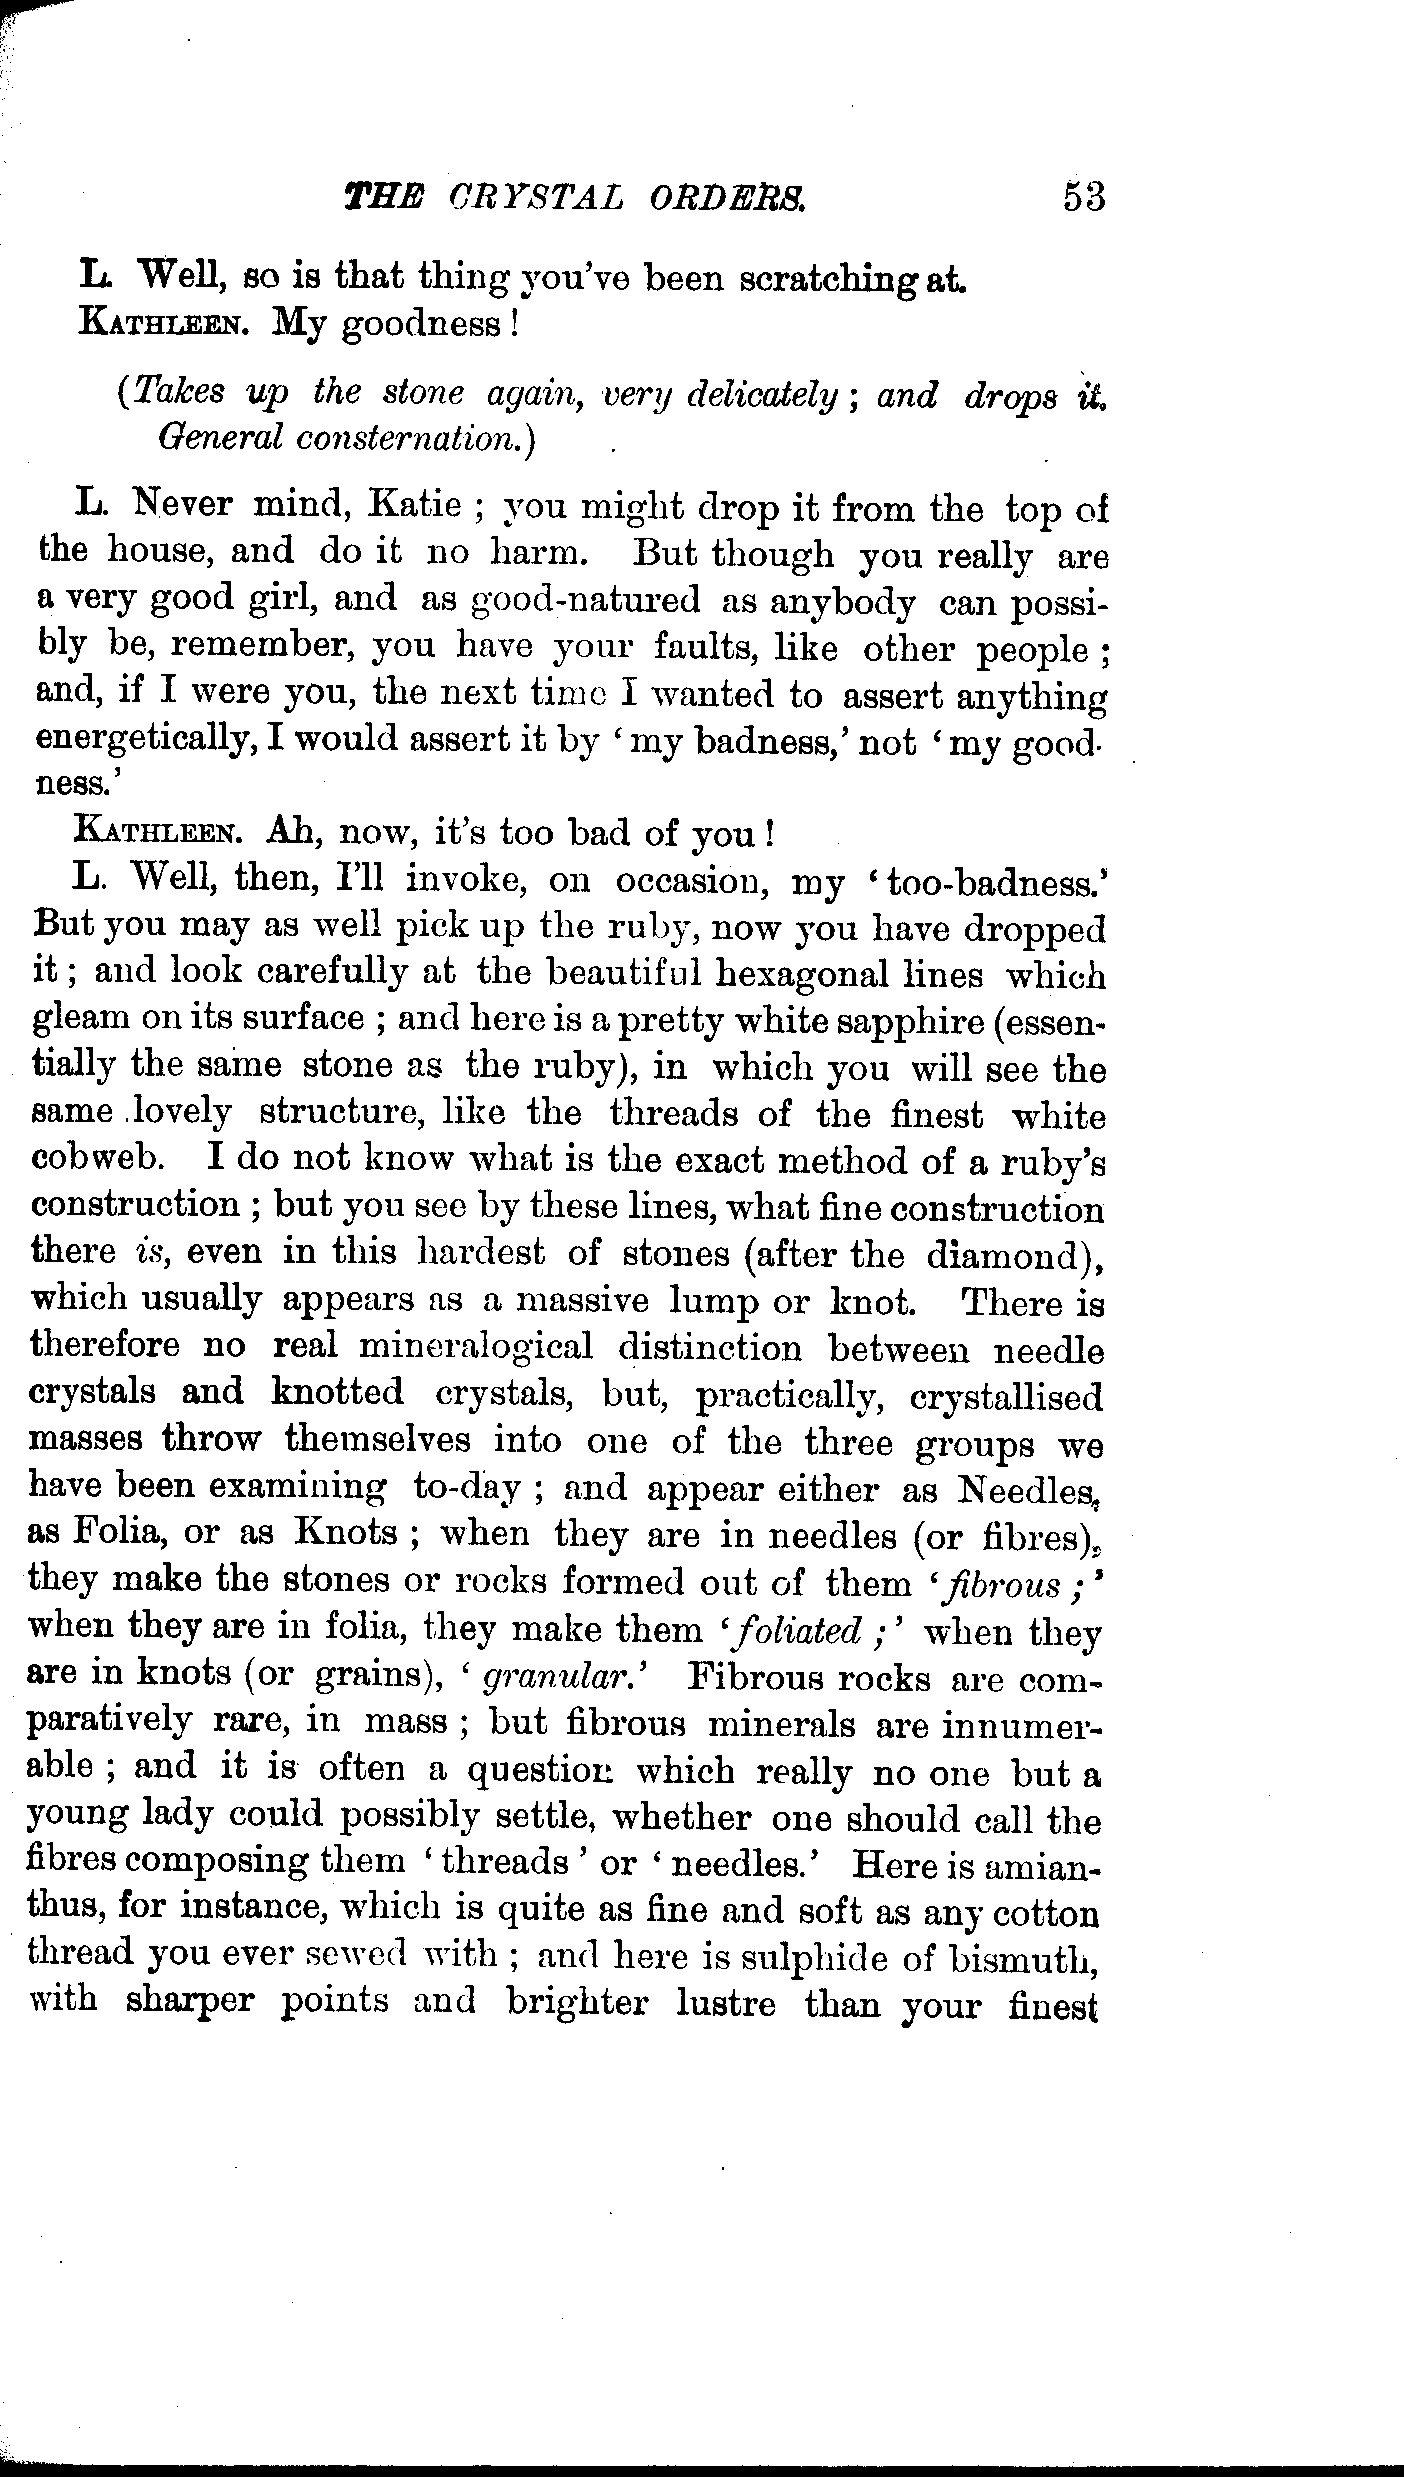 THE CRYSTAL ORDERS. 53
L. Well, so is that thing you've been scratching at.
KATHLEEN. My goodness!
(Takes up the stone again, very delicately; and drops it.
General consternation.)
L. Never mind, Katie; you might drop it from the top of
the house, and do it no harm. But though you really are
a very good girl, and as good-natured as anybody can possi-
bly be, remember, you have your faults, like other people;
and, if I were you, the next time I wanted to assert anything
energetically, I would assert it by 'my badness,' not 'my good-
ness.'
KATHLEEN. Ah, now, it's too bad of you!
L. Well, then, I'll invoke, on occasion, my 'too-badness.'
But you may as well pick up the ruby, now you have dropped
it; and look carefully at the beautiful hexagonal lines which
gleam on its surface; and here is a pretty white sapphire (essen-
tially the same stone as the ruby), in which you will see the
same lovely structure, like the threads of the finest white
cobweb. I do not know what is the exact method of a ruby's
construction; but you see by these lines, what fine construction
there is, even in this hardest of stones (after the diamond),
which usually appears as a massive lump or knot. There is
therefore no real mineralogical distinction between needle
crystals and knotted crystals, but, practically, crystallised
masses throw themselves into one of the three groups we
have been examining to-day; and appear either as Needles,
as Folia, or as Knots; when they are in needles (or fibres),
they make the stones or rocks formed out of them 'fibrous;'
when they are in folia, they make them 'foliated;' when they
are in knots (or grains), 'granular.' Fibrous rocks are com-
paratively rare, in mass; but fibrous minerals are innumer-
able; and it is often a question which really no one but a
young lady could possibly settle, whether one should call the
fibres composing them 'threads' or 'needles.' Here is amian-
thus, for instance, which is quite as fine and soft as any cotton
thread you ever sewed with; and here is sulphide of bismuth,
with sharper points and brighter lustre than your finest